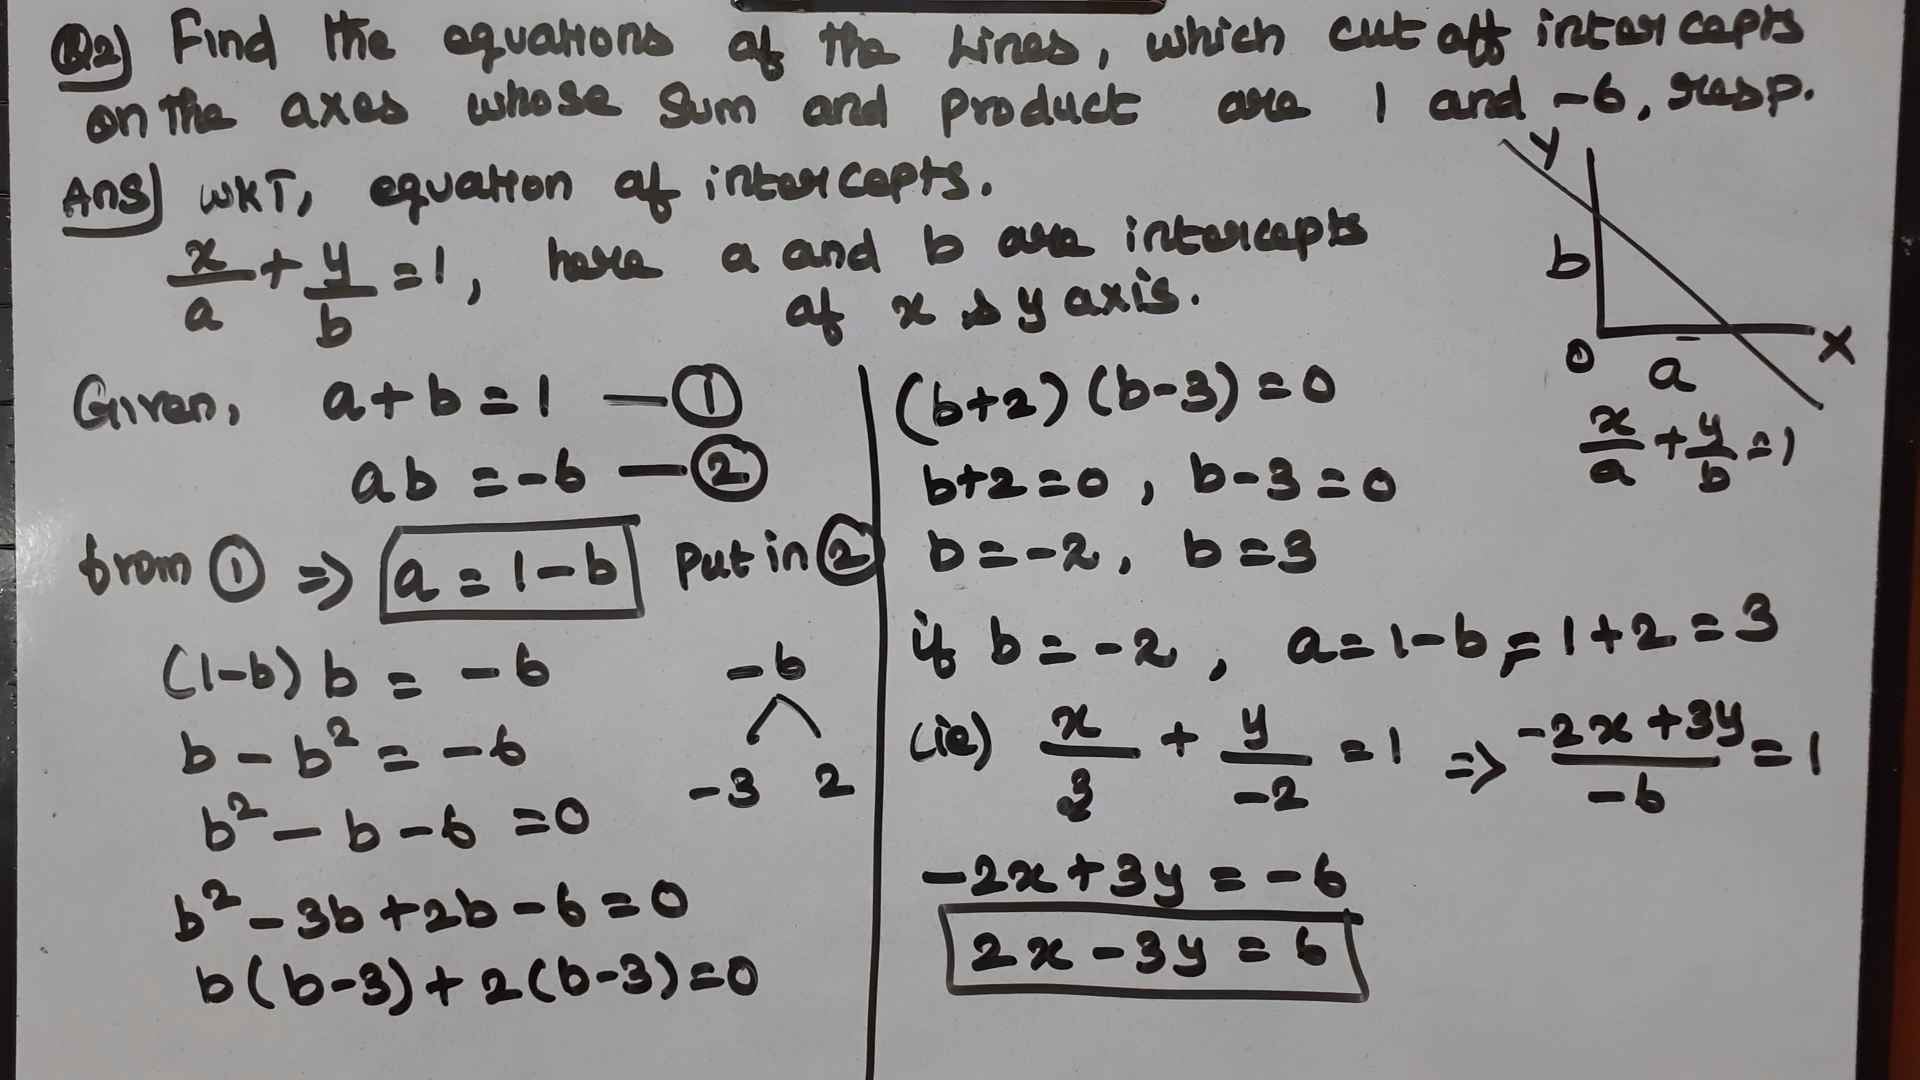 Q2) Find the equations of the Lines, which cut off intercepts
on the axes whose sum and product are 1 and -6, resp.
Ans) WKT, equation of intercepts.
x/a + y/b = 1, here a and b are intercepts
of x & y axis.
Y
b
O
a
X
x/a + y/b = 1
Given, a + b = 1 — ①
ab = -6 — ②
from ① ⇒ a = 1-b put in ②
(1-b) b = -6
b - b² = -6
b² - b - 6 = 0
b² - 3b + 2b - 6 = 0
b(b-3) + 2(b-3) = 0
-6
-3 2
(b+2) (b-3) = 0
b+2 = 0, b-3 = 0
b = -2, b = 3
if b = -2, a = 1-b = 1+2 = 3
(ie) x/3 + y/-2 = 1 ⇒ -2x+3y/-6 = 1
-2x + 3y = -6
2x - 3y = 6